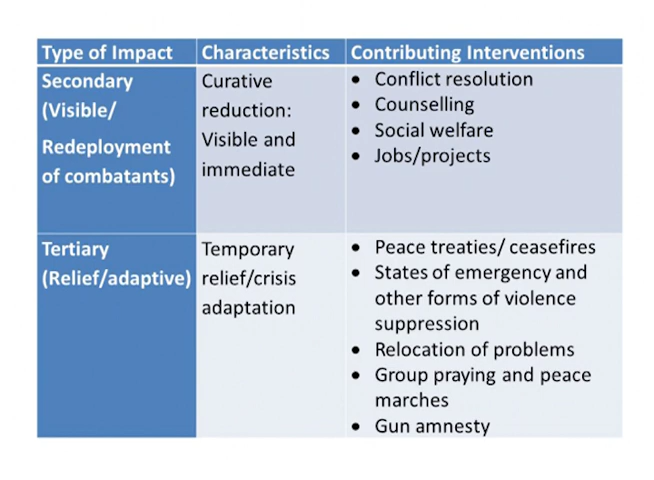 Type of Impact Characteristics Contributing Interventions
Secondary
(Visible/
Redeployment
of combatants)
Curative
reduction:
Visible and
immediate
• Conflict resolution
• Counselling
• Social welfare
• Jobs/projects
Tertiary
(Relief/adaptive)
Temporary
relief/crisis
adaptation
• Peace treaties/ ceasefires
• States of emergency and
other forms of violence
suppression
• Relocation of problems
• Group praying and peace
marches
• Gun amnesty